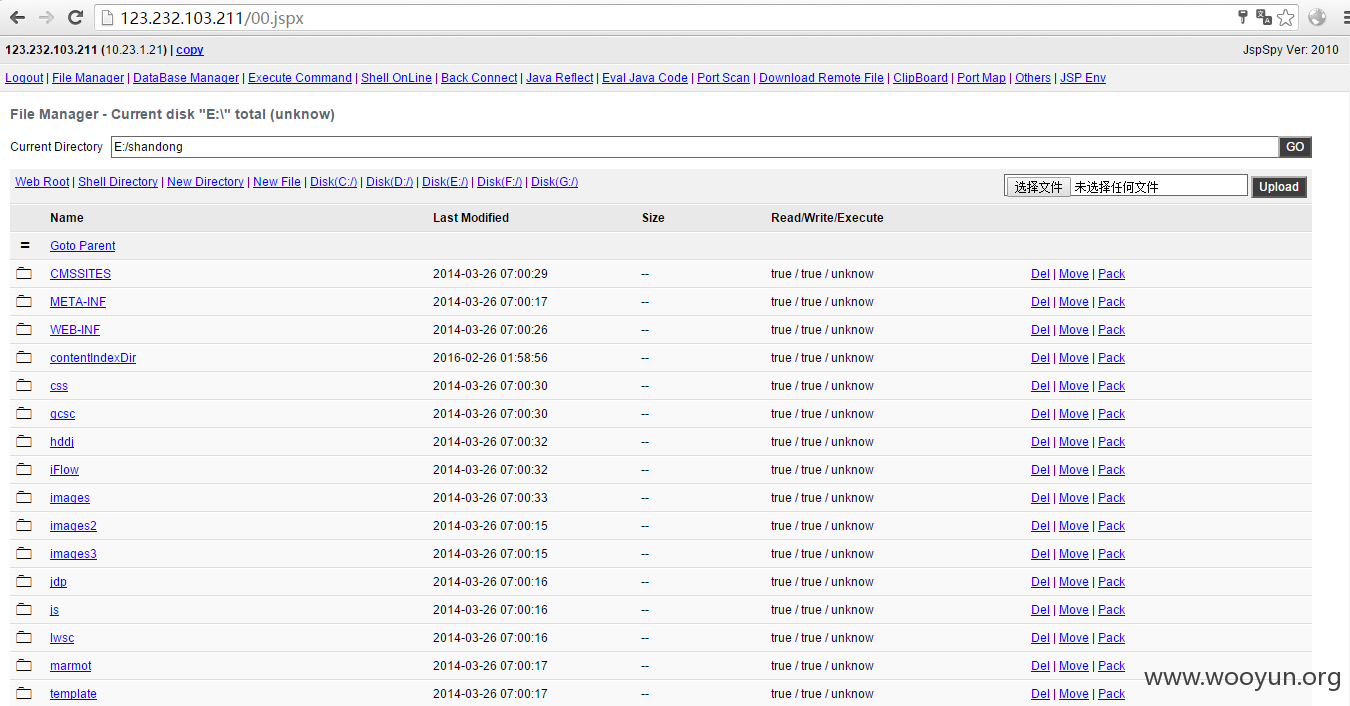 123.232.103.211/00.jspx
123.232.103.211 (10.23.1.21) | copy JspSpy Ver: 2010
Logout | File Manager | DataBase Manager | Execute Command | Shell OnLine | Back Connect | Java Reflect | Eval Java Code | Port Scan | Download Remote File | ClipBoard | Port Map | Others | JSP Env
File Manager - Current disk "E:\" total (unknow)
Current Directory E:/shandong GO
Web Root | Shell Directory | New Directory | New File | Disk(C:/) | Disk(D:/) | Disk(E:/) | Disk(F:/) | Disk(G:/) 选择文件 未选择任何文件 Upload
Name Last Modified Size Read/Write/Execute
= Goto Parent
CMSSITES 2014-03-26 07:00:29 -- true / true / unknow Del | Move | Pack
META-INF 2014-03-26 07:00:17 -- true / true / unknow Del | Move | Pack
WEB-INF 2014-03-26 07:00:26 -- true / true / unknow Del | Move | Pack
contentIndexDir 2016-02-26 01:58:56 -- true / true / unknow Del | Move | Pack
css 2014-03-26 07:00:30 -- true / true / unknow Del | Move | Pack
gcsc 2014-03-26 07:00:30 -- true / true / unknow Del | Move | Pack
hddj 2014-03-26 07:00:32 -- true / true / unknow Del | Move | Pack
iFlow 2014-03-26 07:00:32 -- true / true / unknow Del | Move | Pack
images 2014-03-26 07:00:33 -- true / true / unknow Del | Move | Pack
images2 2014-03-26 07:00:15 -- true / true / unknow Del | Move | Pack
images3 2014-03-26 07:00:15 -- true / true / unknow Del | Move | Pack
jdp 2014-03-26 07:00:16 -- true / true / unknow Del | Move | Pack
js 2014-03-26 07:00:16 -- true / true / unknow Del | Move | Pack
lwsc 2014-03-26 07:00:16 -- true / true / unknow Del | Move | Pack
marmot 2014-03-26 07:00:17 -- true / true / unknow Del | Move | Pack
template 2014-03-26 07:00:17 -- true / true / unknow Del | Move | Pack
www.wooyun.org